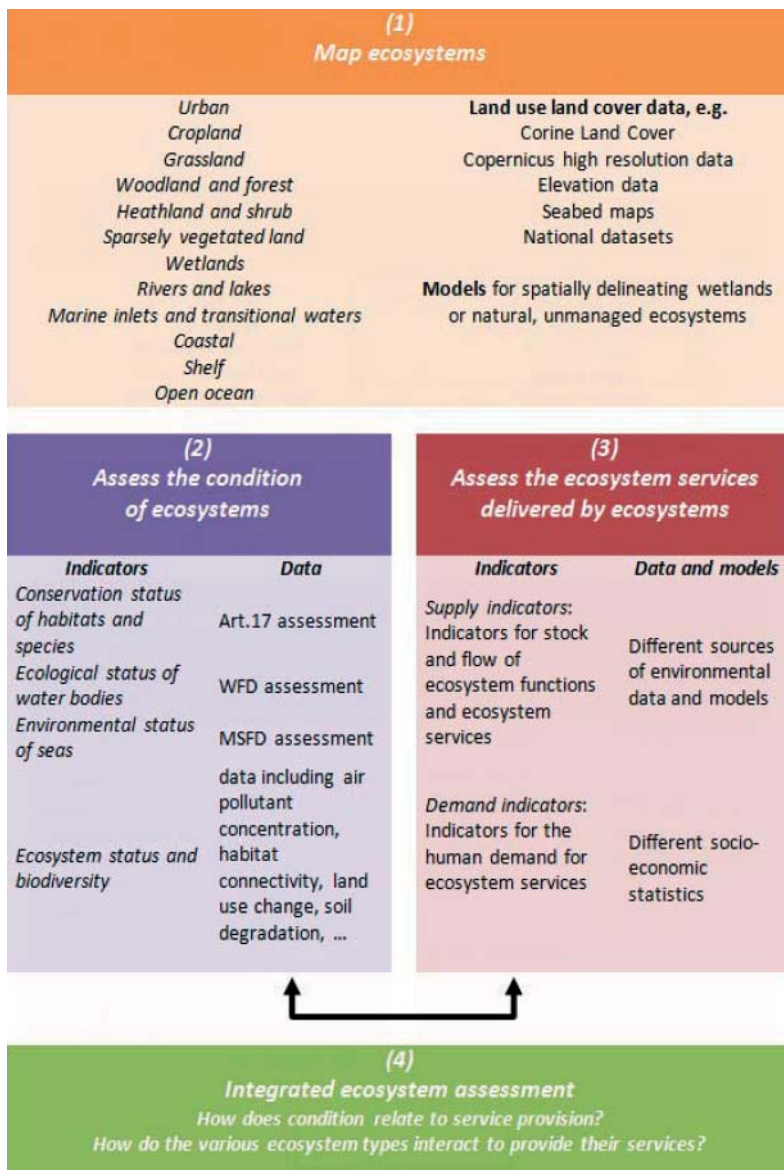 (1)
Map ecosystems
Urban
Cropland
Grassland
Woodland and forest
Heathland and shrub
Sparsely vegetated land
Wetlands
Rivers and lakes
Marine inlets and transitional waters
Coastal
Shelf
Open ocean
Land use land cover data, e.g.
Corine Land Cover
Copernicus high resolution data
Elevation data
Seabed maps
National datasets
Models for spatially delineating wetlands
or natural, unmanaged ecosystems
(2)
Assess the condition
of ecosystems
Indicators
Data
Conservation status
of habitats and
species
Art.17 assessment
Ecological status of
water bodies
WFD assessment
Environmental status
of seas
MSFD assessment
Ecosystem status and
biodiversity
data including air
pollutant
concentration,
habitat
connectivity, land
use change, soil
degradation, ...
(3)
Assess the ecosystem services
delivered by ecosystems
Indicators
Data and models
Supply indicators:
Indicators for stock
and flow of
ecosystem functions
and ecosystem
services
Different sources
of environmental
data and models
Demand indicators:
Indicators for the
human demand for
ecosystem services
Different socio-
economic
statistics
(4)
Integrated ecosystem assessment
How does condition relate to service provision?
How do the various ecosystem types interact to provide their services?